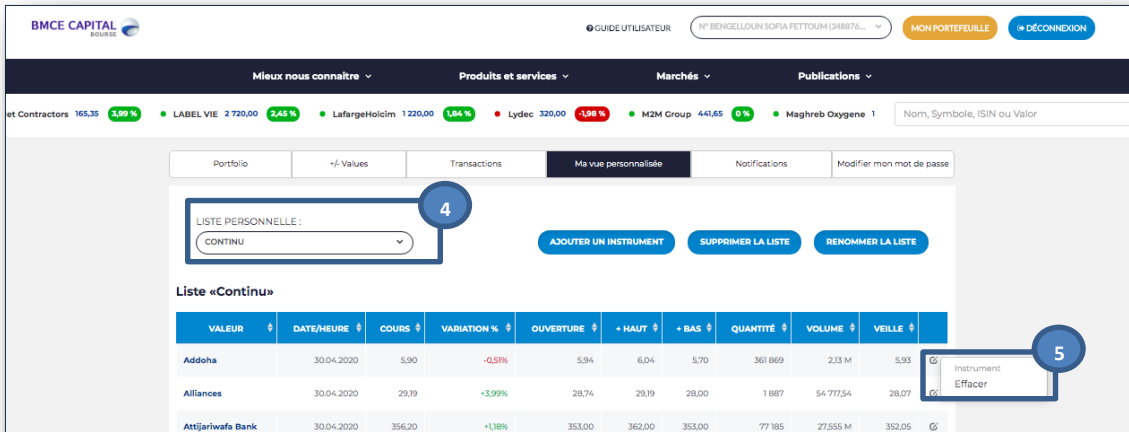 BMCE CAPITAL
BOURSE
GUIDE UTILISATEUR
N° BENGELLOUN SOFIA FETTOUM (348876...
MON PORTEFEUILLE
DÉCONNEXION
Mieux nous connaitre Produits et services Marchés Publications
et Contractors 165,35 3,99 % LABEL VIE 2 720,00 2,45 % LafargeHolcim 1 220,00 1,84 % Lydec 320,00 -1,98 % M2M Group 441,65 0 % Maghreb Oxygene 1 Nom, Symbole, ISIN ou Valor
Portfolio +/- Values Transactions Ma vue personnalisée Notifications Modifier mon mot de passe
4
LISTE PERSONNELLE :
CONTINU
AJOUTER UN INSTRUMENT SUPPRIMER LA LISTE RENOMMER LA LISTE
Liste «Continu»
VALEUR DATE/HEURE COURS VARIATION % OUVERTURE + HAUT + BAS QUANTITÉ VOLUME VEILLE
Addoha 30.04.2020 5,90 -0,51% 5,94 6,04 5,70 361 869 2,13 M 5,93
5
Instrument
Effacer
Alliances 30.04.2020 29,19 +3,99% 28,74 29,19 28,00 1 887 54 717,54 28,07
Attijariwafa Bank 30.04.2020 356,20 +1,18% 353,00 362,00 353,00 77 185 27,555 M 352,05